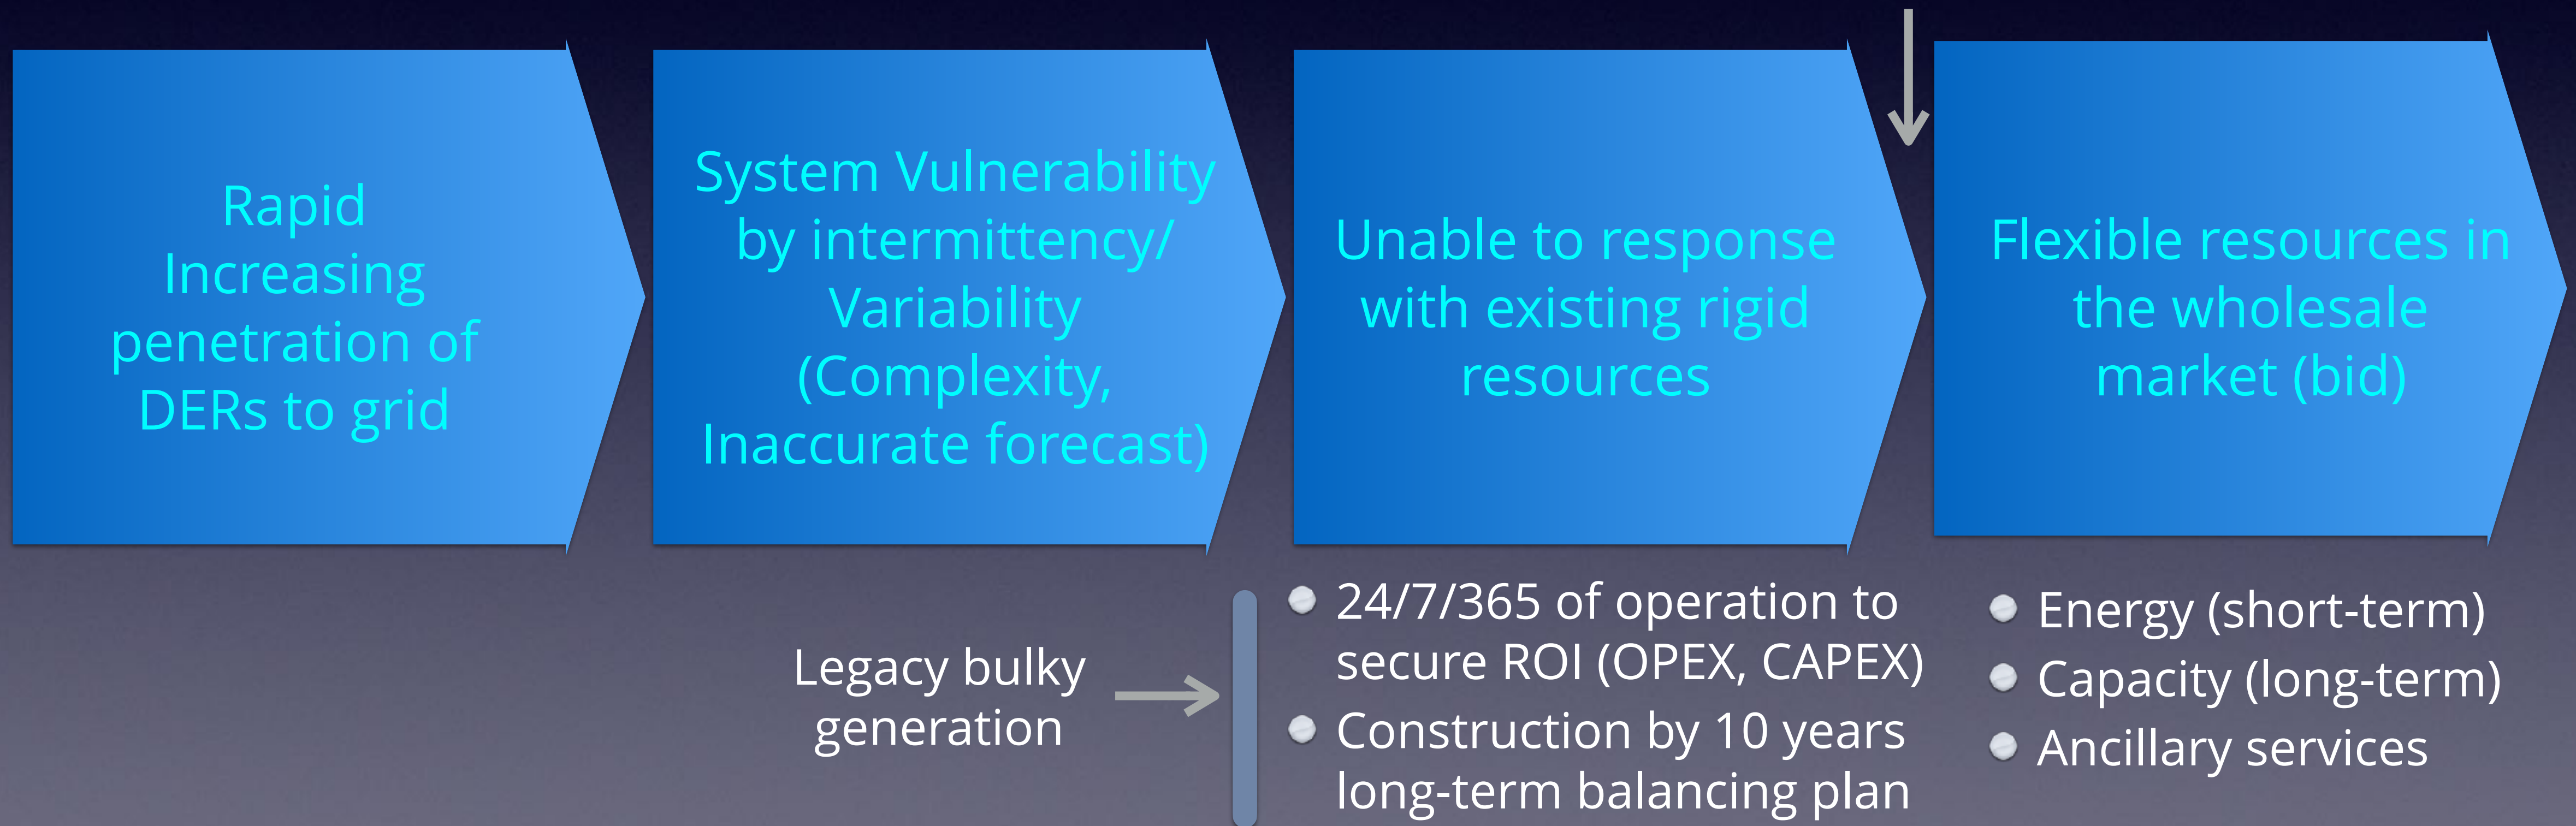 Rapid
Increasing
penetration of
DERs to grid
System Vulnerability
by intermittency/
Variability
(Complexity,
Inaccurate forecast)
Unable to response
with existing rigid
resources
Flexible resources in
the wholesale
market (bid)
Legacy bulky
generation
24/7/365 of operation to
secure ROI (OPEX, CAPEX)
Construction by 10 years
long-term balancing plan
Energy (short-term)
Capacity (long-term)
Ancillary services